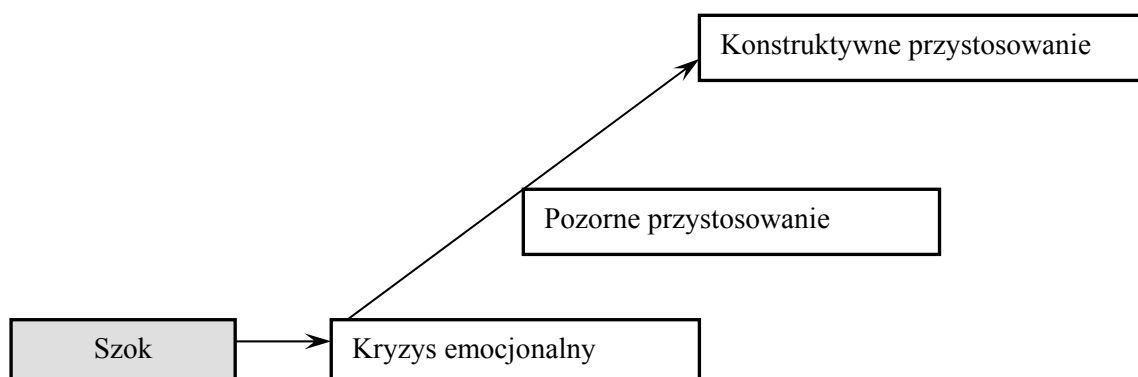 Konstruktywne przystosowanie
Pozorne przystosowanie
Szok
Kryzys emocjonalny